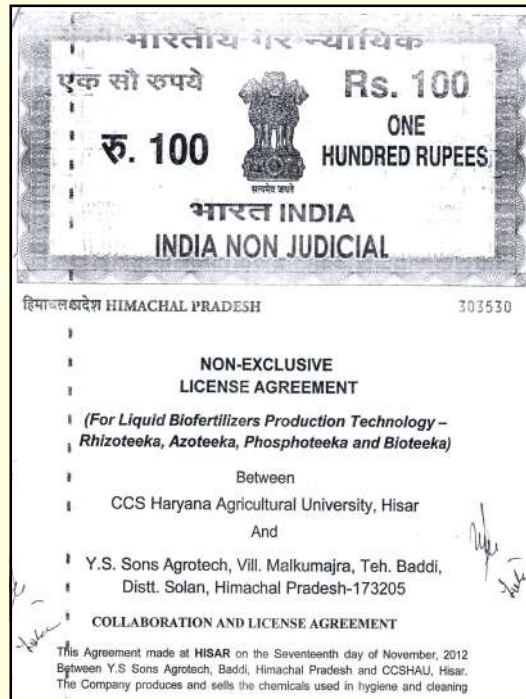 भारतीय गैर न्यायिक
एक सौ रुपये
Rs. 100
रु. 100
ONE
HUNDRED RUPEES
सत्यमेव जयते
भारत INDIA
INDIA NON JUDICIAL
हिमाचल प्रदेश HIMACHAL PRADESH 303530
NON-EXCLUSIVE
LICENSE AGREEMENT
(For Liquid Biofertilizers Production Technology –
Rhizoteeka, Azoteeka, Phosphoteeka and Bioteeka)
Between
CCS Haryana Agricultural University, Hisar
And
Y.S. Sons Agrotech, Vill. Malkumajra, Teh. Baddi,
Distt. Solan, Himachal Pradesh-173205
COLLABORATION AND LICENSE AGREEMENT
This Agreement made at HISAR on the Seventeenth day of November, 2012
Between Y.S Sons Agrotech, Baddi, Himachal Pradesh and CCSHAU, Hisar.
The Company produces and sells the chemicals used in hygiene and cleaning